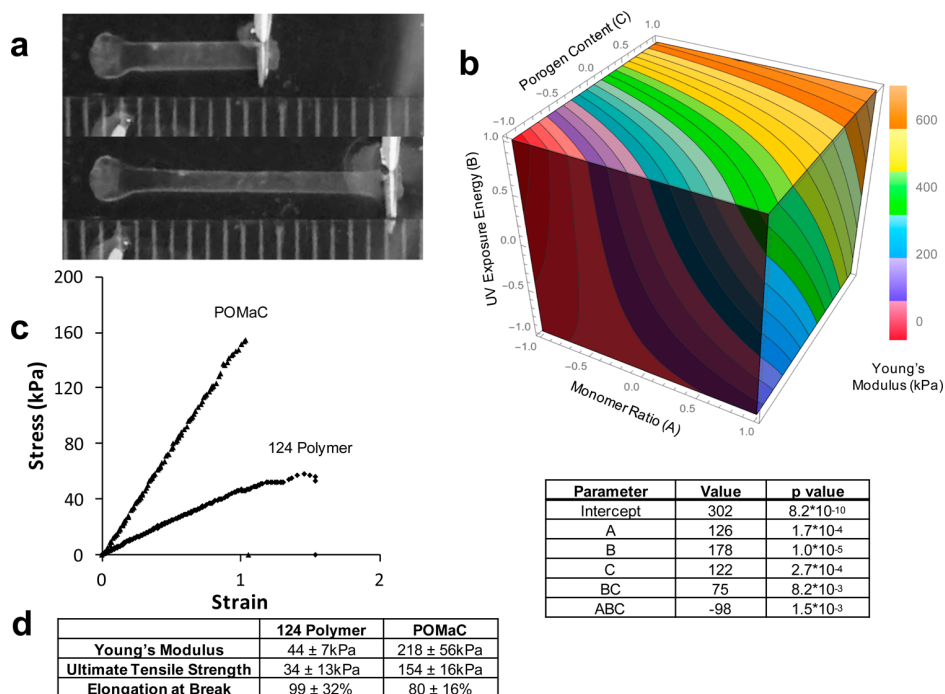 a
b
Porogen Content (C)
1.0
0.5
0.0
−0.5
−1.0
1.0
0.5
0.0
−0.5
−1.0
UV Exposure Energy (B)
−1.0
−0.5
0.0
0.5
1.0
Monomer Ratio (A)
600
400
200
0
Young's
Modulus (kPa)
c
200
160
120
80
40
0
Stress (kPa)
POMaC
124 Polymer
0 1 2
Strain
Parameter Value p value
Intercept 302 8.2*10-10
A 126 1.7*10-4
B 178 1.0*10-5
C 122 2.7*10-4
BC 75 8.2*10-3
ABC -98 1.5*10-3
d
124 Polymer POMaC
Young's Modulus 44 ± 7kPa 218 ± 56kPa
Ultimate Tensile Strength 34 ± 13kPa 154 ± 16kPa
Elongation at Break 99 ± 32% 80 ± 16%